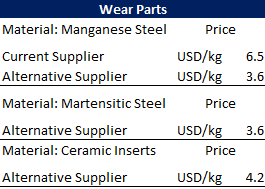 Wear Parts
Material: Manganese Steel Price
Current Supplier USD/kg 6.5
Alternative Supplier USD/kg 3.6
Material: Martensitic Steel Price
Alternative Supplier USD/kg 3.6
Material: Ceramic Inserts Price
Alternative Supplier USD/kg 4.2